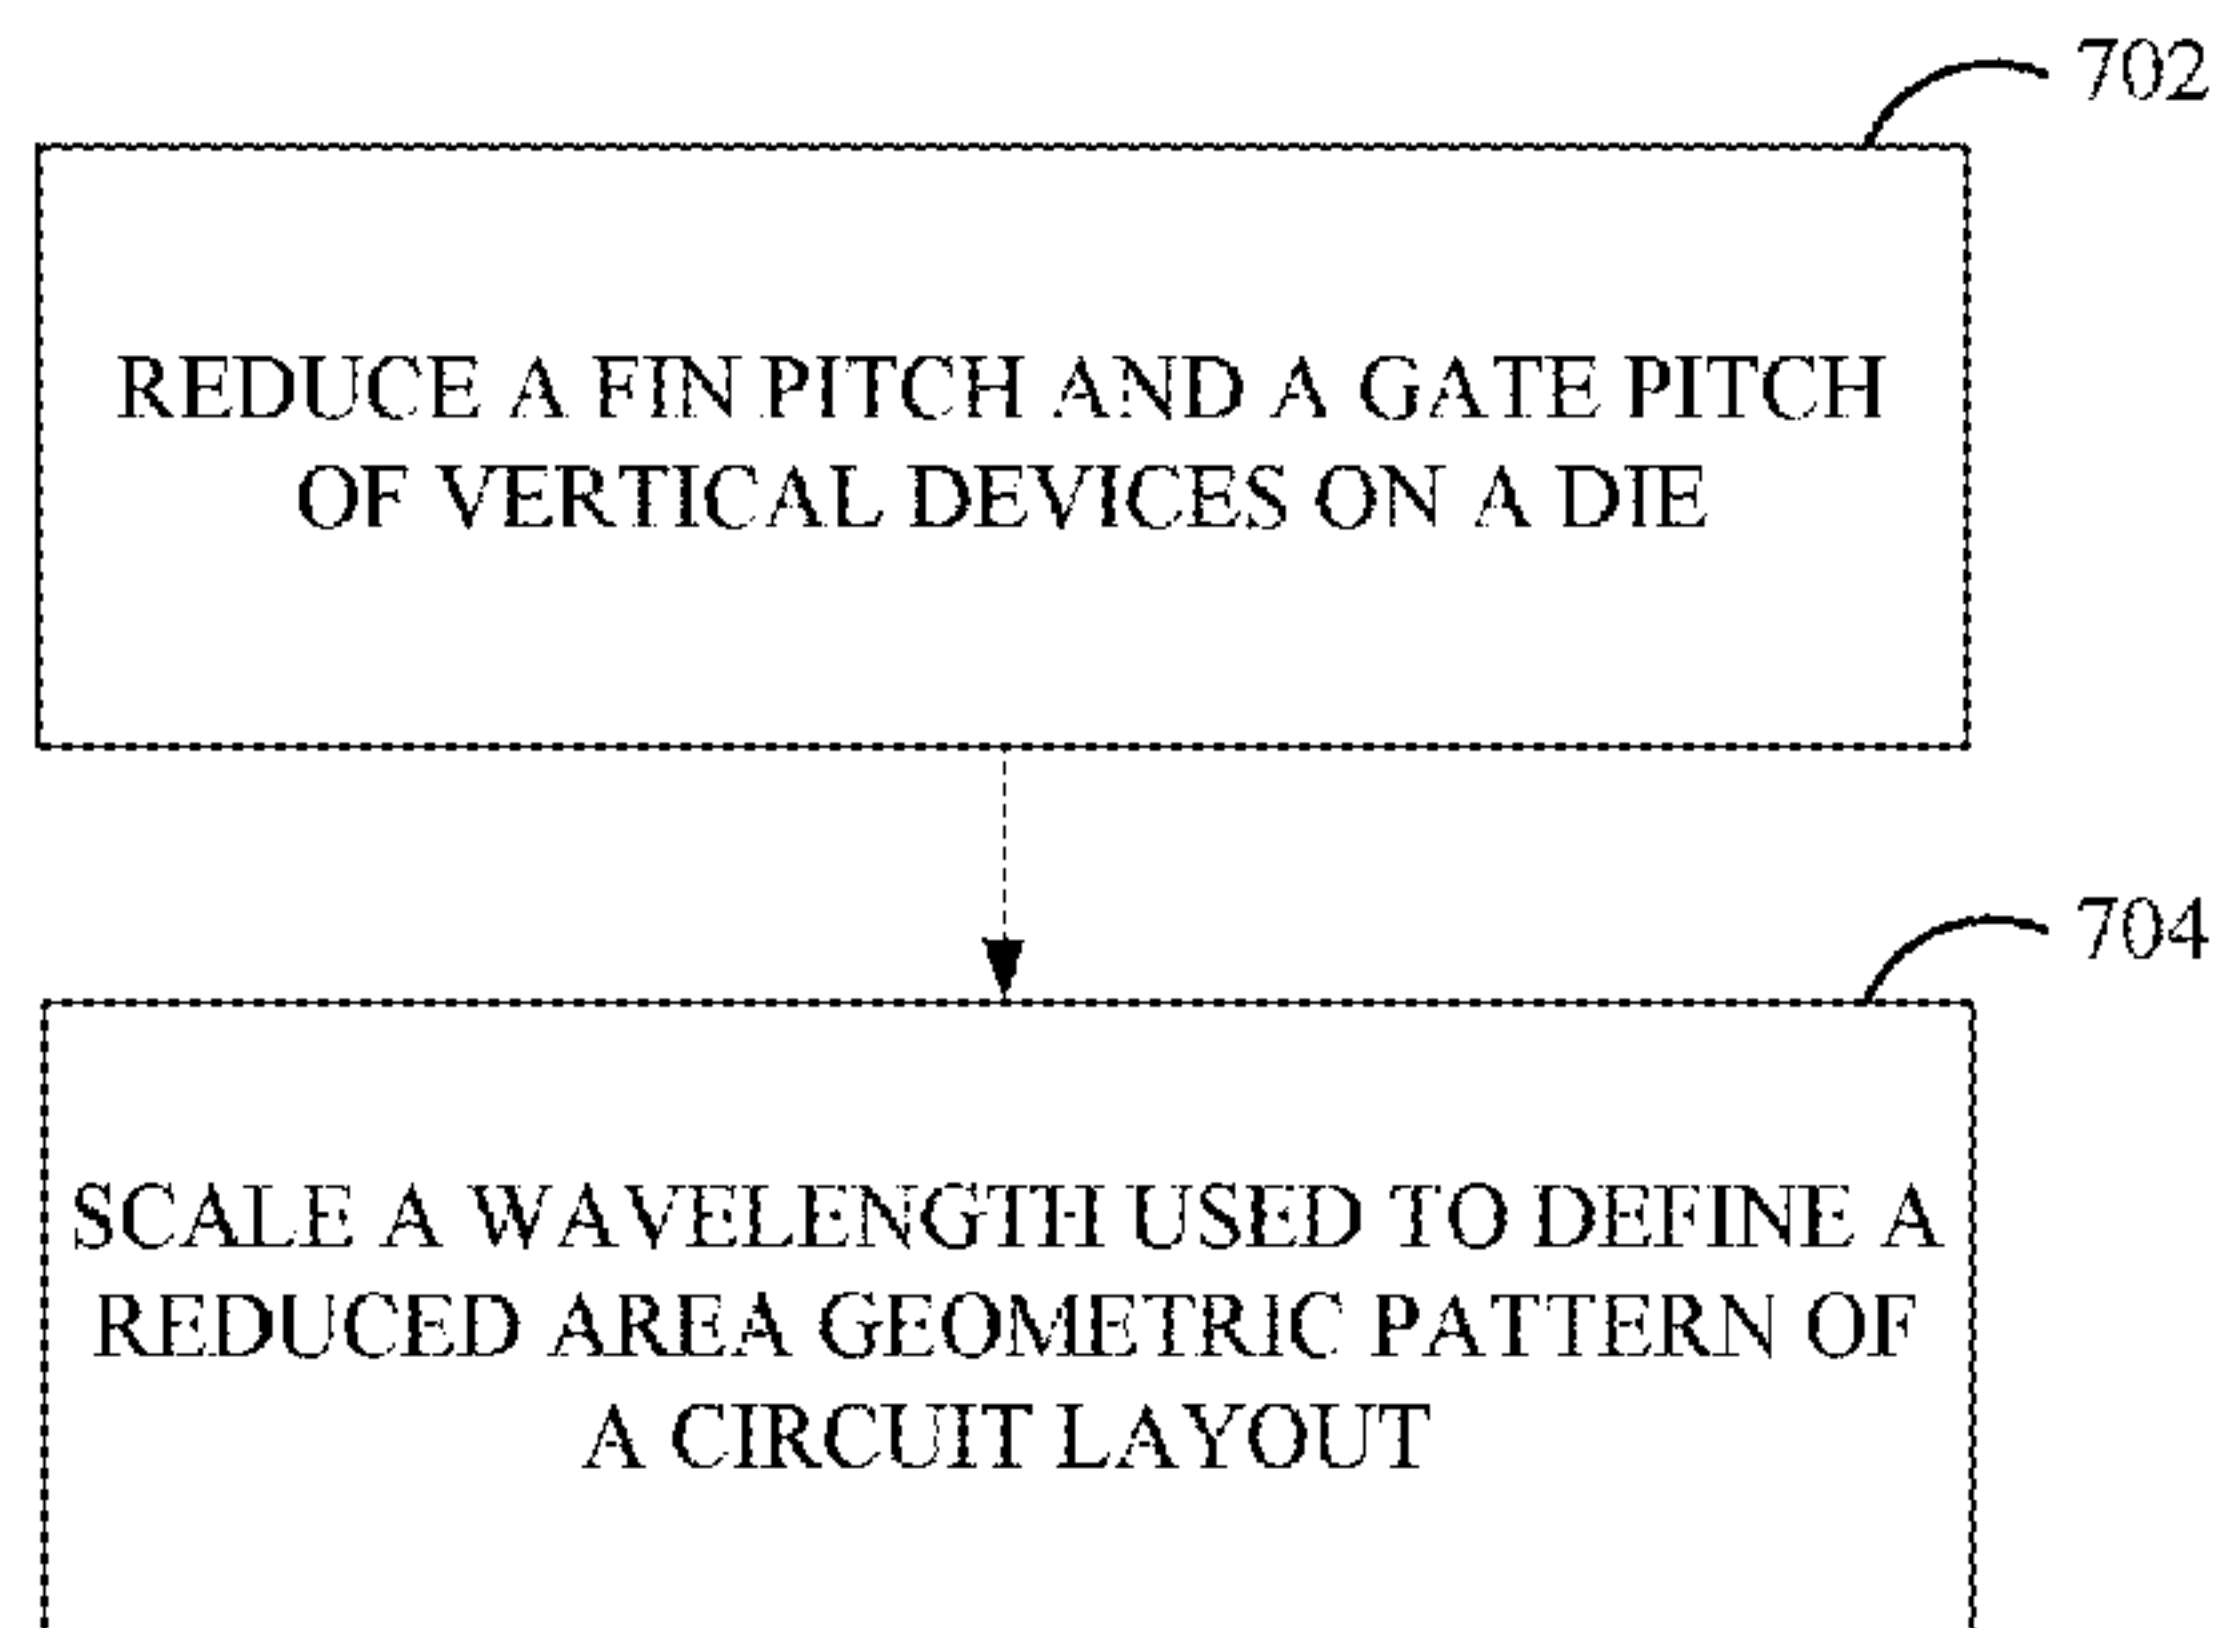 702
REDUCE A FIN PITCH AND A GATE PITCH
OF VERTICAL DEVICES ON A DIE
704
SCALE A WAVELENGTH USED TO DEFINE A
REDUCED AREA GEOMETRIC PATTERN OF
A CIRCUIT LAYOUT